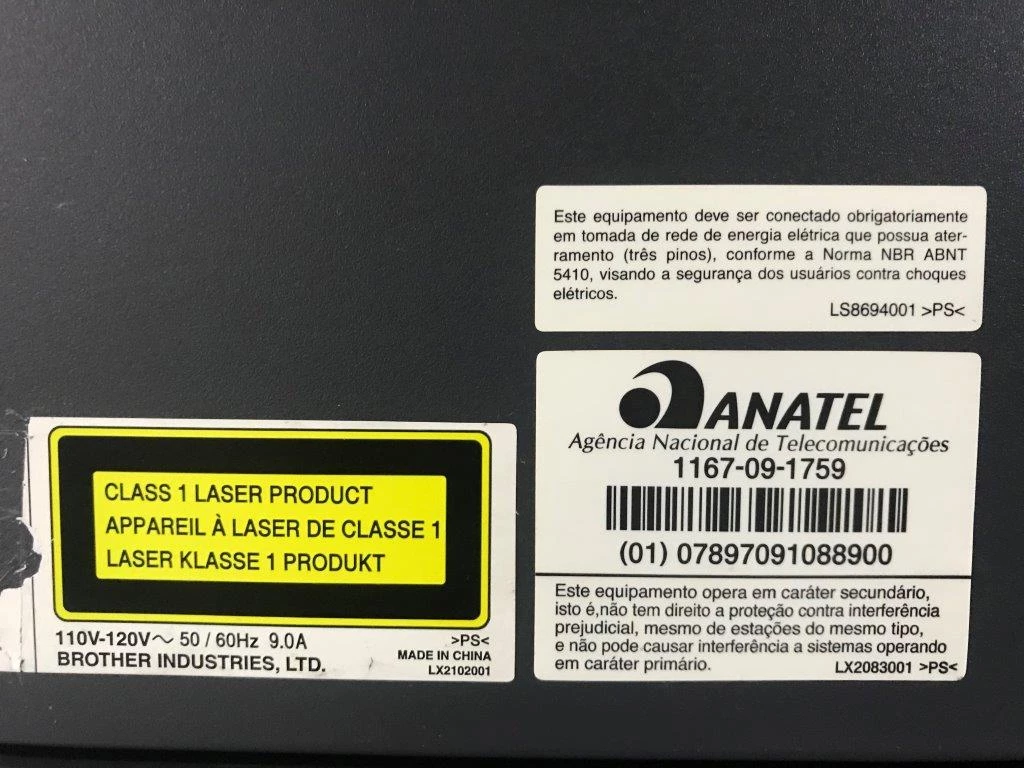 Este equipamento deve ser conectado obrigatoriamente
em tomada de rede de energia elétrica que possua ater-
ramento (três pinos), conforme a Norma NBR ABNT
5410, visando a segurança dos usuários contra choques
elétricos.
LS8694001 >PS<
ANATEL
Agência Nacional de Telecomunicações
1167-09-1759
(01) 07897091088900
Este equipamento opera em caráter secundário,
isto é,não tem direito a proteção contra interferência
prejudicial, mesmo de estações do mesmo tipo,
e não pode causar interferência a sistemas operando
em caráter primário.
LX2083001 >PS<
CLASS 1 LASER PRODUCT
APPAREIL À LASER DE CLASSE 1
LASER KLASSE 1 PRODUKT
110V-120V～ 50 / 60Hz 9.0A
>PS<
BROTHER INDUSTRIES, LTD.
MADE IN CHINA
LX2102001